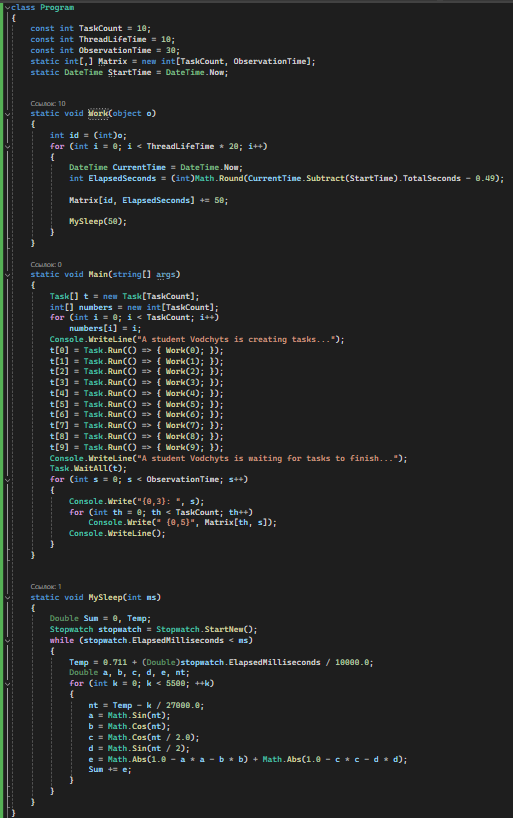 class Program
{
const int TaskCount = 10;
const int ThreadLifeTime = 10;
const int ObservationTime = 30;
static int[,] Matrix = new int[TaskCount, ObservationTime];
static DateTime StartTime = DateTime.Now;
Ссылок: 10
static void Work(object o)
{
int id = (int)o;
for (int i = 0; i < ThreadLifeTime * 20; i++)
{
DateTime CurrentTime = DateTime.Now;
int ElapsedSeconds = (int)Math.Round(CurrentTime.Subtract(StartTime).TotalSeconds - 0.49);
Matrix[id, ElapsedSeconds] += 50;
MySleep(50);
}
}
Ссылок: 0
static void Main(string[] args)
{
Task[] t = new Task[TaskCount];
int[] numbers = new int[TaskCount];
for (int i = 0; i < TaskCount; i++)
numbers[i] = i;
Console.WriteLine("A student Vodchyts is creating tasks...");
t[0] = Task.Run(() => { Work(0); });
t[1] = Task.Run(() => { Work(1); });
t[2] = Task.Run(() => { Work(2); });
t[3] = Task.Run(() => { Work(3); });
t[4] = Task.Run(() => { Work(4); });
t[5] = Task.Run(() => { Work(5); });
t[6] = Task.Run(() => { Work(6); });
t[7] = Task.Run(() => { Work(7); });
t[8] = Task.Run(() => { Work(8); });
t[9] = Task.Run(() => { Work(9); });
Console.WriteLine("A student Vodchyts is waiting for tasks to finish...");
Task.WaitAll(t);
for (int s = 0; s < ObservationTime; s++)
{
Console.Write("{0,3}: ", s);
for (int th = 0; th < TaskCount; th++)
Console.Write(" {0,5}", Matrix[th, s]);
Console.WriteLine();
}
}
Ссылок: 1
static void MySleep(int ms)
{
Double Sum = 0, Temp;
Stopwatch stopwatch = Stopwatch.StartNew();
while (stopwatch.ElapsedMilliseconds < ms)
{
Temp = 0.711 + (Double)stopwatch.ElapsedMilliseconds / 10000.0;
Double a, b, c, d, e, nt;
for (int k = 0; k < 5500; ++k)
{
nt = Temp - k / 27000.0;
a = Math.Sin(nt);
b = Math.Cos(nt);
c = Math.Cos(nt / 2.0);
d = Math.Sin(nt / 2);
e = Math.Abs(1.0 - a * a - b * b) + Math.Abs(1.0 - c * c - d * d);
Sum += e;
}
}
}
}